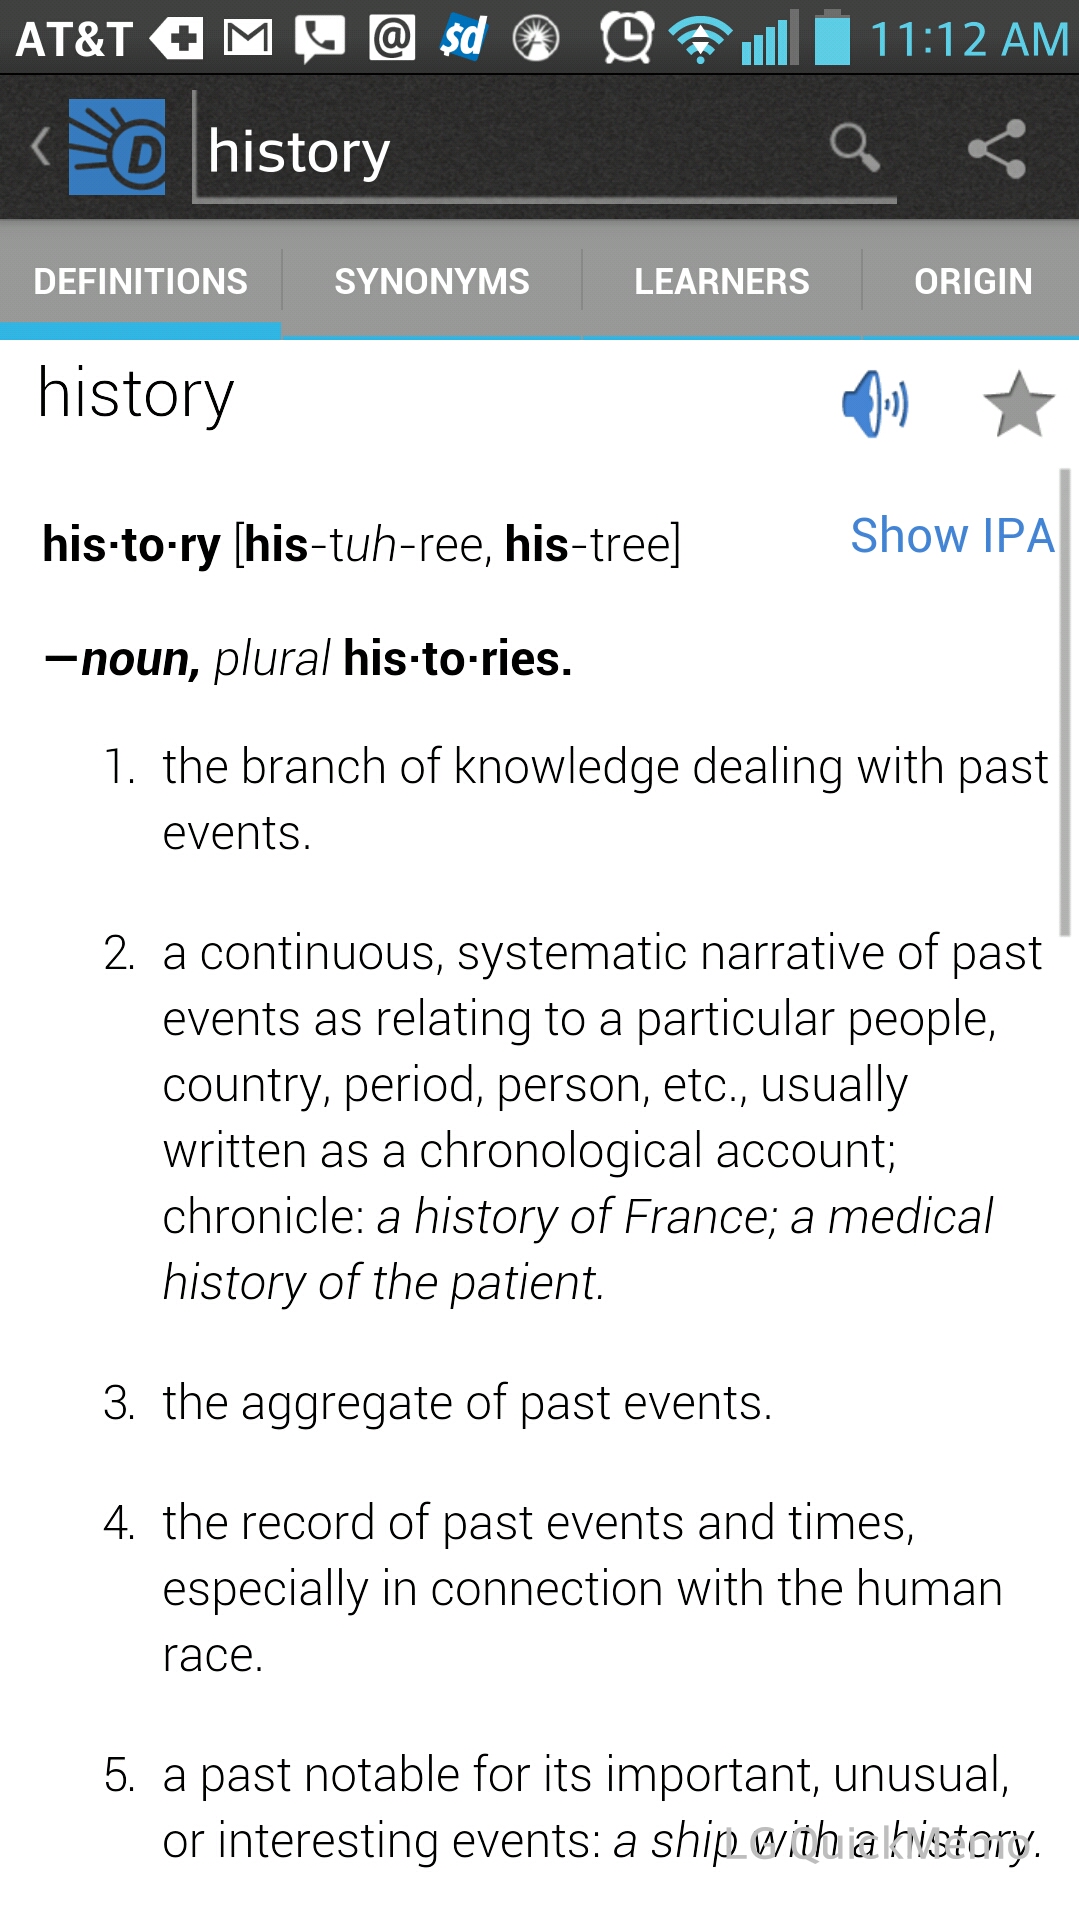 AT&T 11:12 AM
D history
DEFINITIONS SYNONYMS LEARNERS ORIGIN
history
his·to·ry [his-tuh-ree, his-tree] Show IPA
—noun, plural his·to·ries.
1. the branch of knowledge dealing with past
events.
2. a continuous, systematic narrative of past
events as relating to a particular people,
country, period, person, etc., usually
written as a chronological account;
chronicle: a history of France; a medical
history of the patient.
3. the aggregate of past events.
4. the record of past events and times,
especially in connection with the human
race.
5. a past notable for its important, unusual,
or interesting events: a ship with a history.
LG QuickMemo